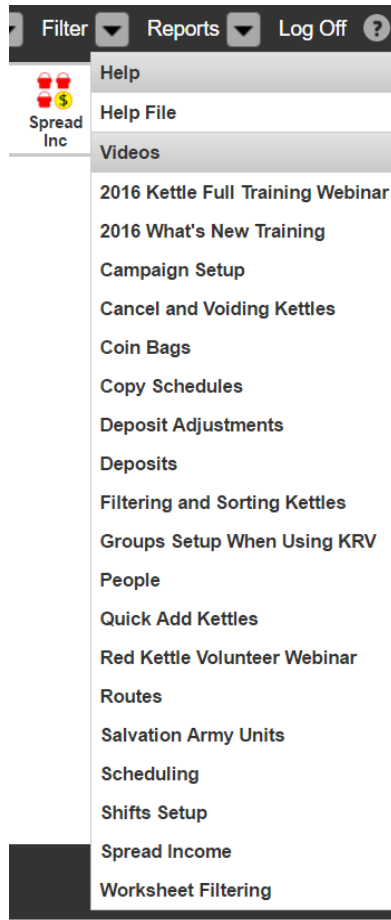 Filter Reports Log Off ?
$
Spread
Inc
Help
Help File
Videos
2016 Kettle Full Training Webinar
2016 What's New Training
Campaign Setup
Cancel and Voiding Kettles
Coin Bags
Copy Schedules
Deposit Adjustments
Deposits
Filtering and Sorting Kettles
Groups Setup When Using KRV
People
Quick Add Kettles
Red Kettle Volunteer Webinar
Routes
Salvation Army Units
Scheduling
Shifts Setup
Spread Income
Worksheet Filtering